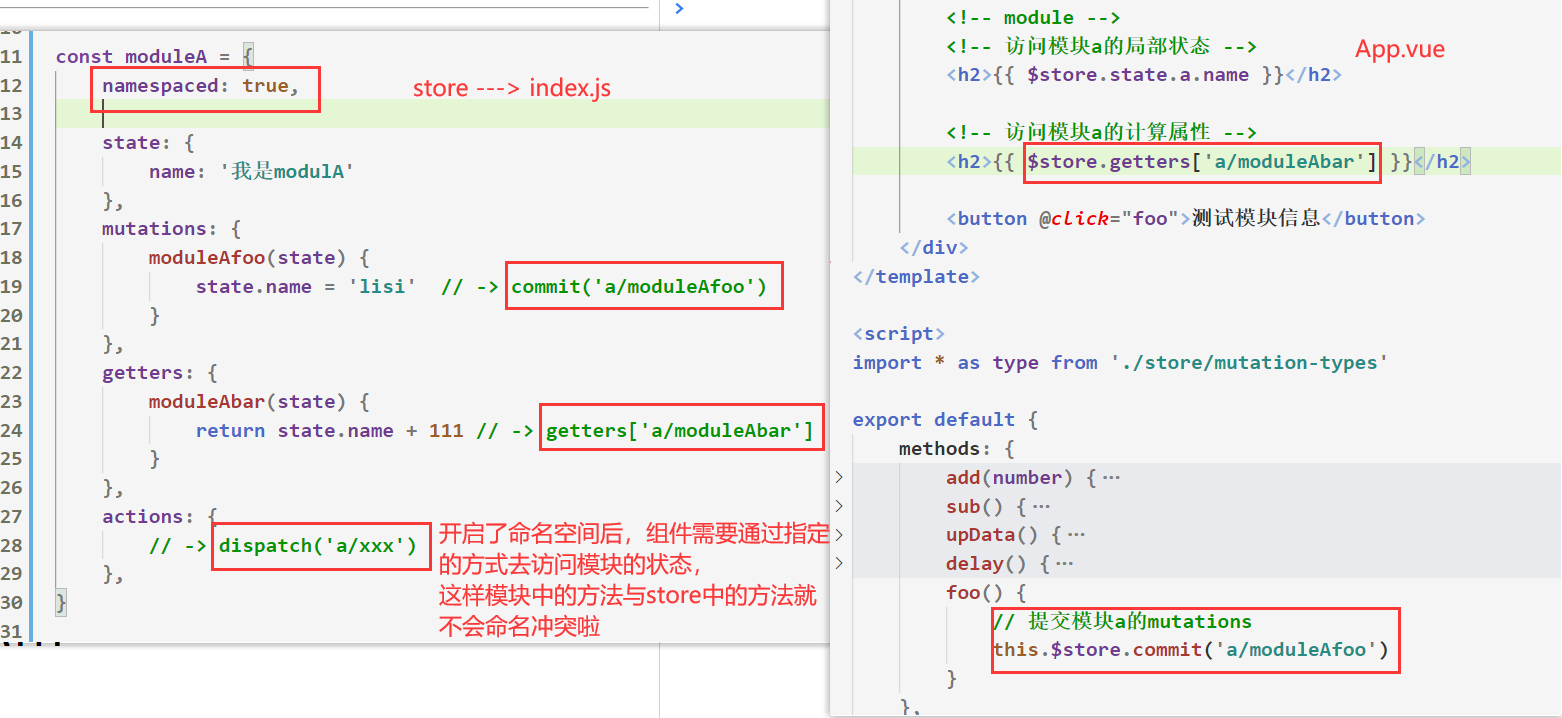 11 const moduleA = {
12 namespaced: true,
store ---> index.js
13
14 state: {
15 name: '我是modulA'
16 },
17 mutations: {
18 moduleAfoo(state) {
19 state.name = 'lisi' // -> commit('a/moduleAfoo')
20 }
21 },
22 getters: {
23 moduleAbar(state) {
24 return state.name + 111 // -> getters['a/moduleAbar']
25 }
26 },
27 actions: {
28 // -> dispatch('a/xxx')
29 },
30 }
31
开启了命名空间后，组件需要通过指定
的方式去访问模块的状态，
这样模块中的方法与store中的方法就
不会命名冲突啦
<!-- module -->
<!-- 访问模块a的局部状态 -->
App.vue
<h2>{{ $store.state.a.name }}</h2>
<!-- 访问模块a的计算属性 -->
<h2>{{ $store.getters['a/moduleAbar'] }}</h2>
<button @click="foo">测试模块信息</button>
</div>
</template>
<script>
import * as type from './store/mutation-types'
export default {
methods: {
add(number) {…
sub() {…
upData() {…
delay() {…
foo() {
// 提交模块a的mutations
this.$store.commit('a/moduleAfoo')
}
},